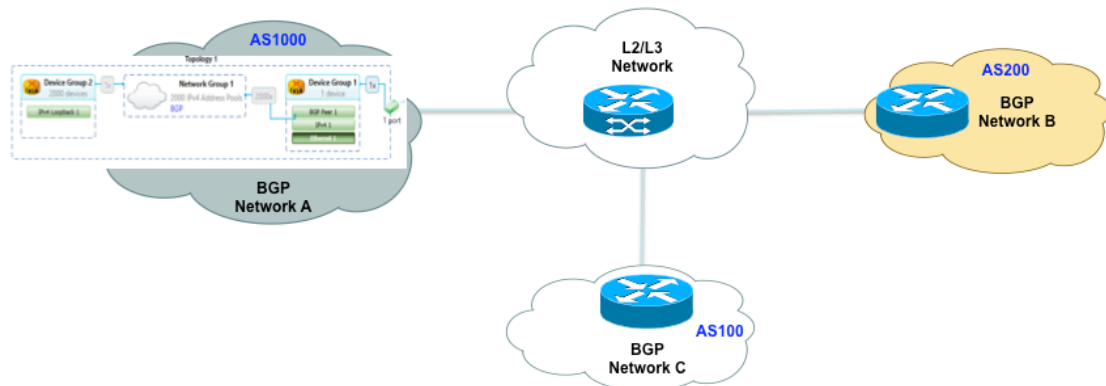 AS1000
Topology 1
Device Group 2
2000 devices
1x
IPv4 Loopback 1
Network Group 1
2000 IPv4 Address Pools
BGP
2000x
Device Group 1
1 device
1x
BGP Peer 1
IPv4 1
Ethernet 1
1 port
BGP
Network A
L2/L3
Network
AS200
BGP
Network B
AS100
BGP
Network C